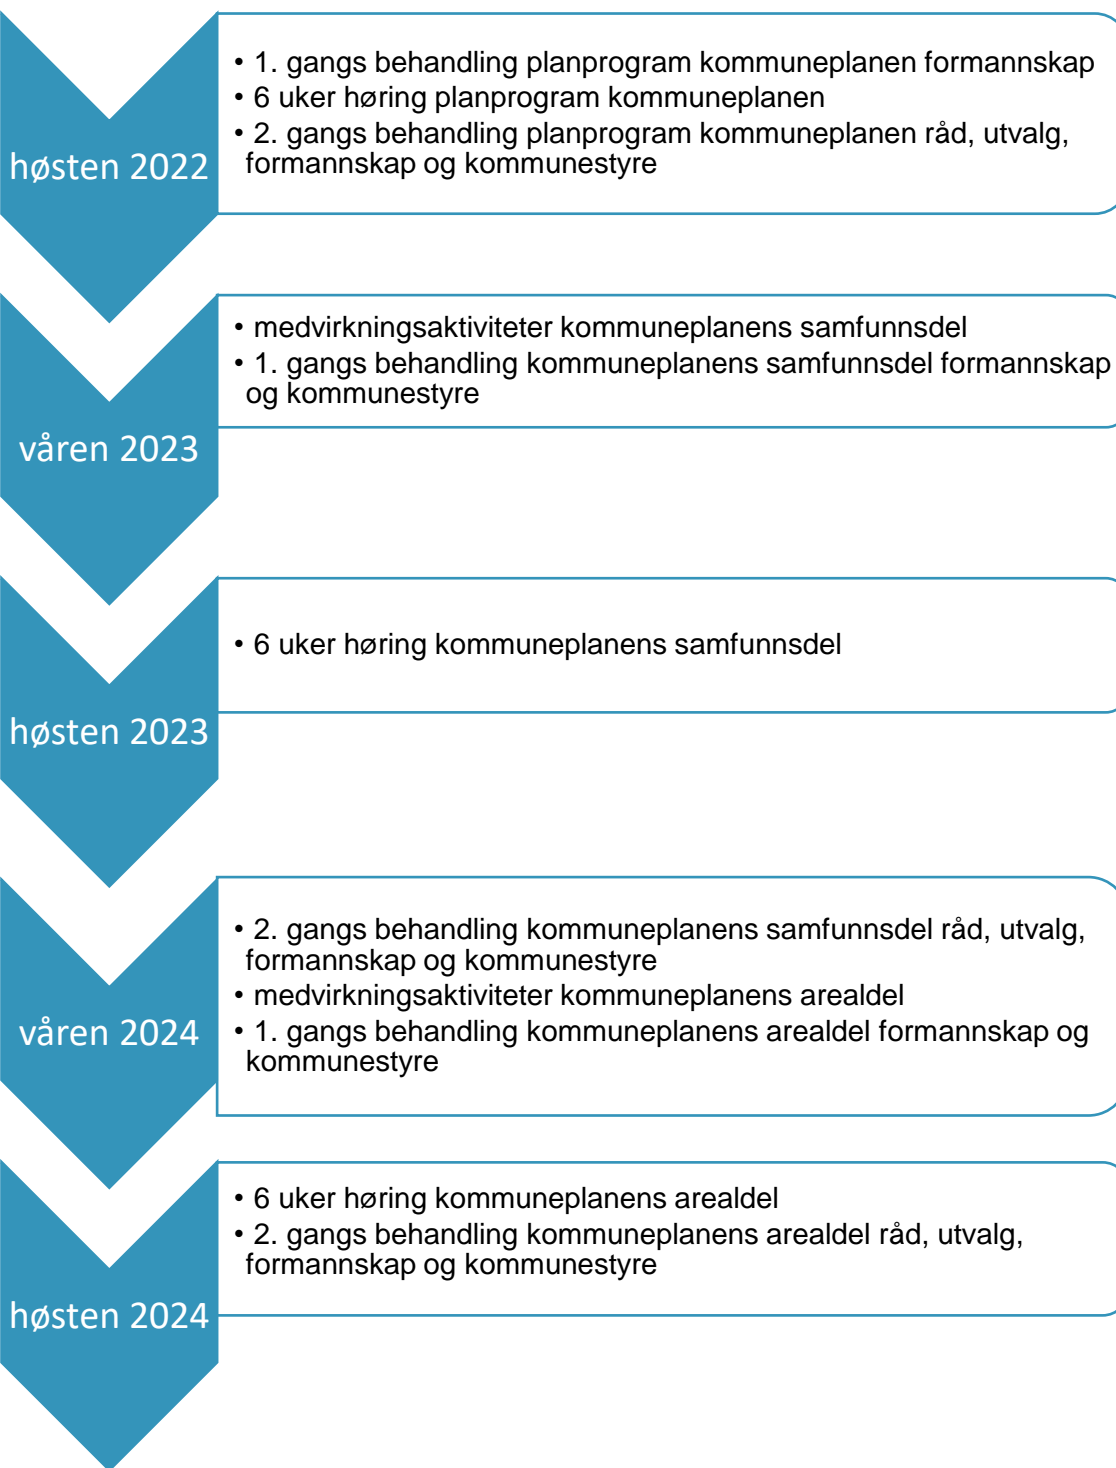 høsten 2022
• 1. gangs behandling planprogram kommuneplanen formannskap
• 6 uker høring planprogram kommuneplanen
• 2. gangs behandling planprogram kommuneplanen råd, utvalg,
formannskap og kommunestyre
våren 2023
• medvirkningsaktiviteter kommuneplanens samfunnsdel
• 1. gangs behandling kommuneplanens samfunnsdel formannskap
og kommunestyre
høsten 2023
• 6 uker høring kommuneplanens samfunnsdel
våren 2024
• 2. gangs behandling kommuneplanens samfunnsdel råd, utvalg,
formannskap og kommunestyre
• medvirkningsaktiviteter kommuneplanens arealdel
• 1. gangs behandling kommuneplanens arealdel formannskap og
kommunestyre
høsten 2024
• 6 uker høring kommuneplanens arealdel
• 2. gangs behandling kommuneplanens arealdel råd, utvalg,
formannskap og kommunestyre